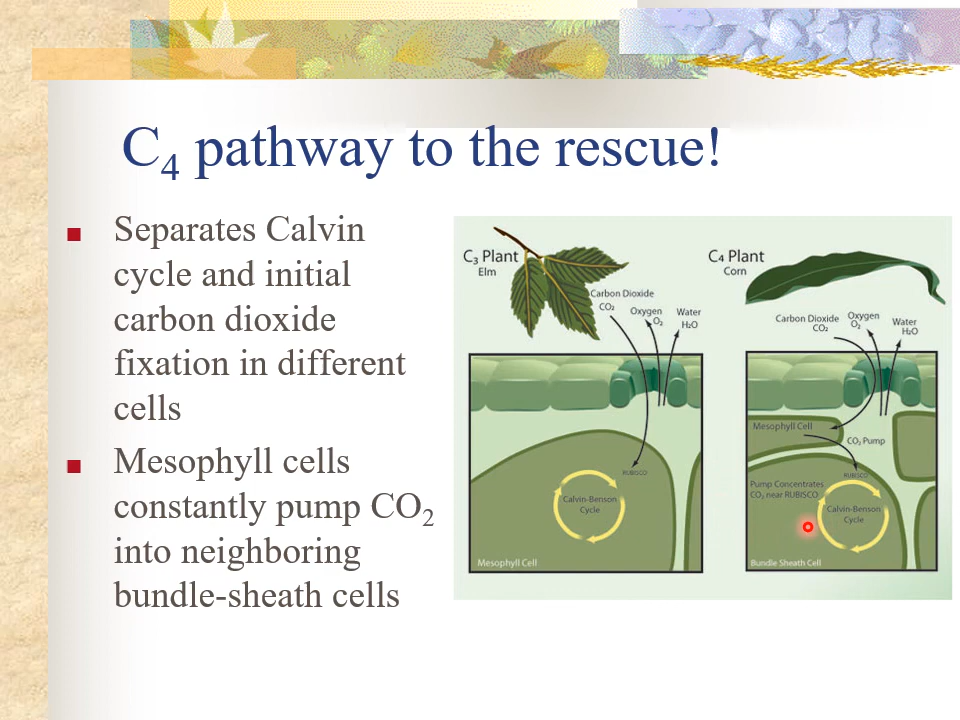 C4 pathway to the rescue!
■ Separates Calvin
cycle and initial
carbon dioxide
fixation in different
cells
■ Mesophyll cells
constantly pump CO2
into neighboring
bundle-sheath cells
C3 Plant
Elm
Carbon Dioxide
CO2
Oxygen
O2
Water
H2O
RUBISCO
Calvin-Benson
Cycle
Mesophyll Cell
C4 Plant
Corn
Carbon Dioxide
CO2
Oxygen
O2
Water
H2O
Mesophyll Cell
CO2 Pump
RUBISCO
Pump Concentrates
CO2 near RUBISCO
Calvin-Benson
Cycle
Bundle Sheath Cell